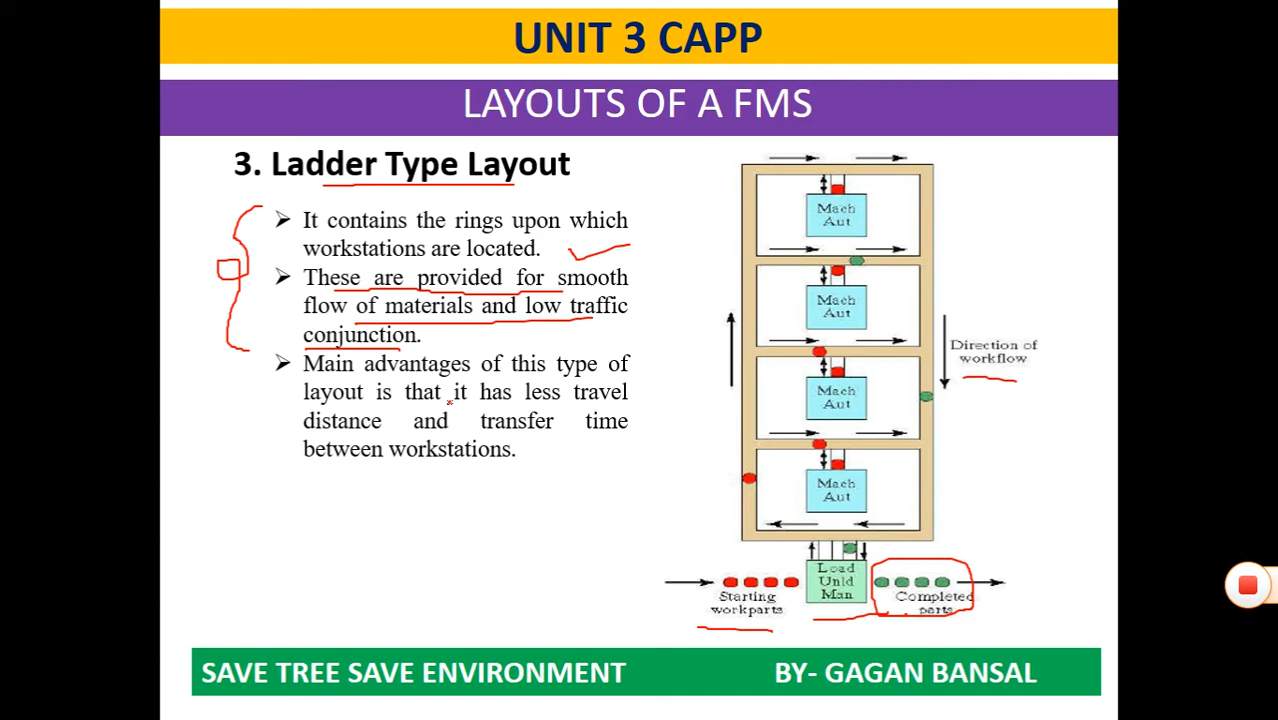 UNIT 3 CAPP
LAYOUTS OF A FMS
3. Ladder Type Layout
It contains the rings upon which
workstations are located.
These are provided for smooth
flow of materials and low traffic
conjunction.
Main advantages of this type of
layout is that it has less travel
distance and transfer time
between workstations.
Mach
Aut
Mach
Aut
Mach
Aut
Mach
Aut
Direction of
workflow
Load
Unld
Man
Starting
workparts
Completed
parts
SAVE TREE SAVE ENVIRONMENT
BY- GAGAN BANSAL